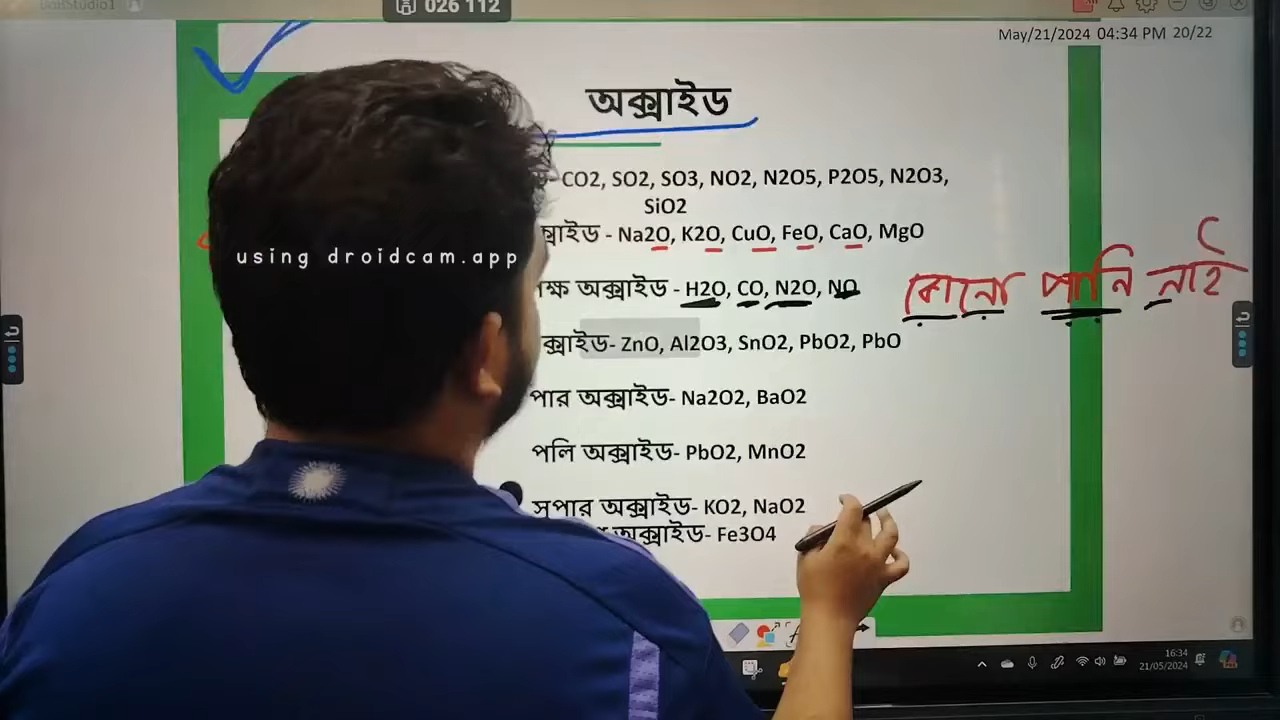 026 112
May/21/2024 04:34 PM 20/22
অক্সাইড
CO2, SO2, SO3, NO2, N2O5, P2O5, N2O3,
SiO2
- Na2O, K2O, CuO, FeO, CaO, MgO
অক্সাইড - H2O, CO, N2O, NO
কোনো পানি নাই
using droidcam.app
ZnO, Al2O3, SnO2, PbO2, PbO
পার অক্সাইড- Na2O2, BaO2
পলি অক্সাইড- PbO2, MnO2
সুপার অক্সাইড- KO2, NaO2
অক্সাইড- Fe3O4
16:34
21/05/2024